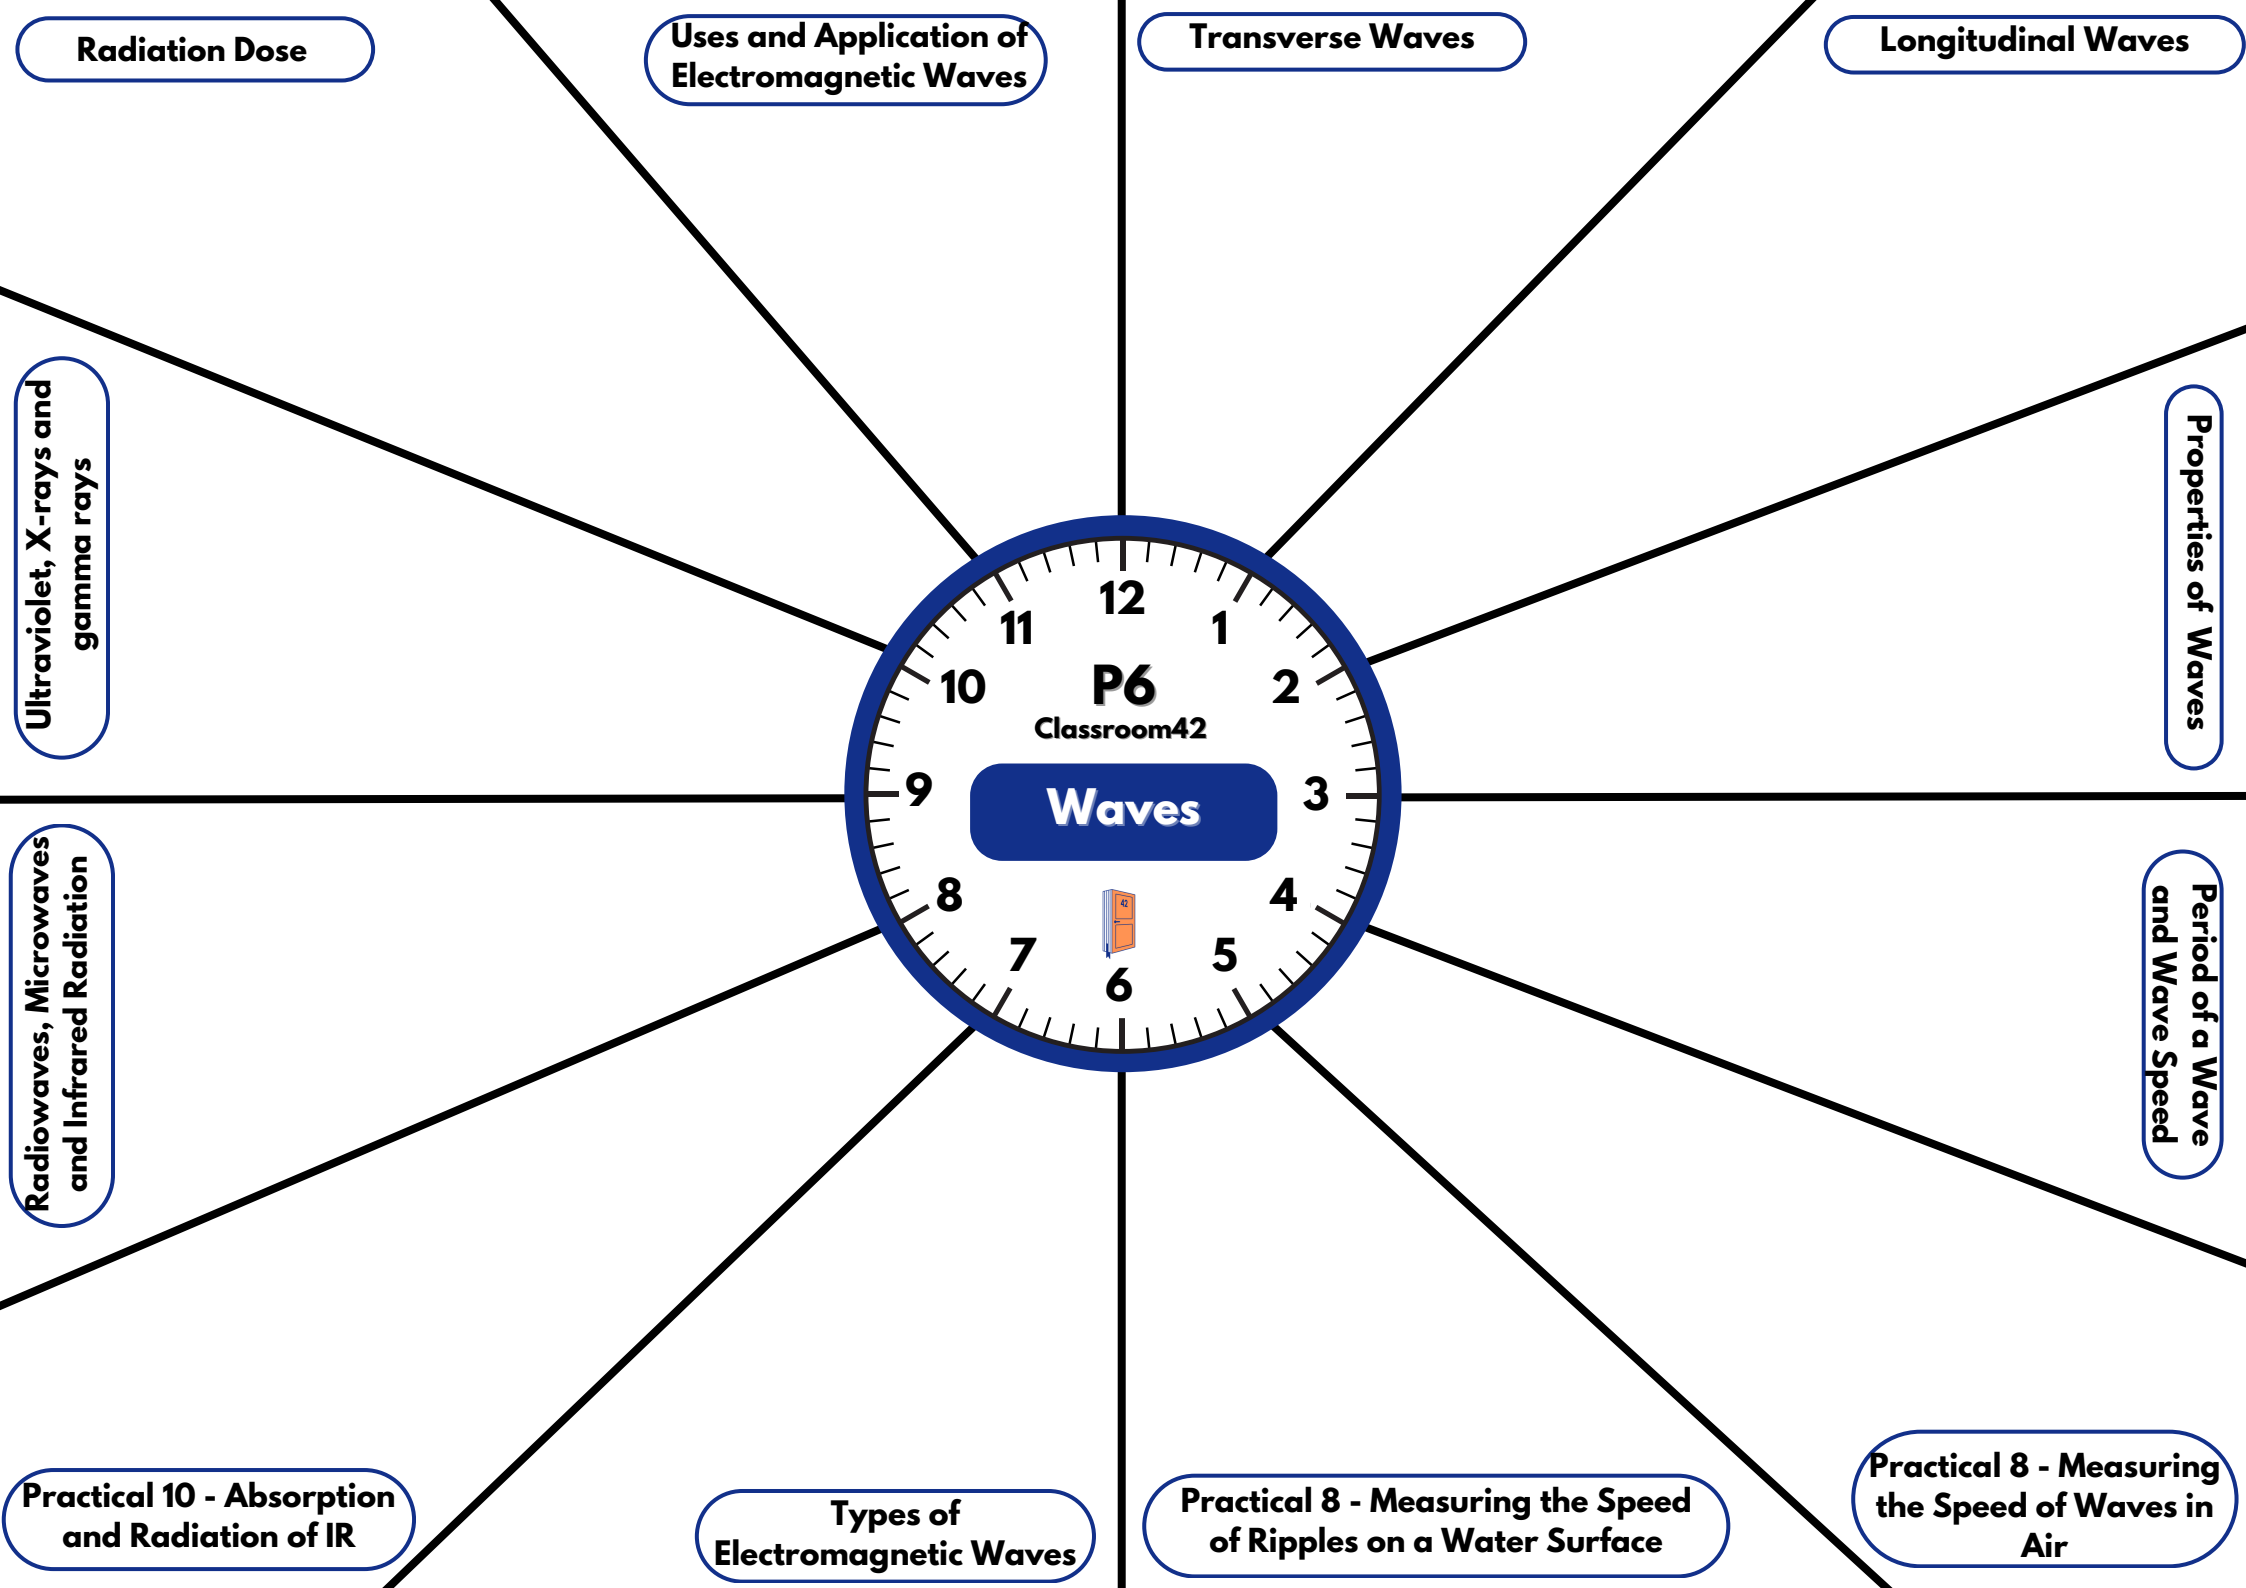 Radiation Dose
Uses and Application of
Electromagnetic Waves
Transverse Waves
Longitudinal Waves
Properties of Waves
Period of a Wave
and Wave Speed
Practical 8 - Measuring
the Speed of Waves in
Air
Practical 8 - Measuring the Speed
of Ripples on a Water Surface
Types of
Electromagnetic Waves
Practical 10 - Absorption
and Radiation of IR
Radiowaves, Microwaves
and Infrared Radiation
Ultraviolet, X-rays and
gamma rays
12
1
2
3
4
5
6
7
8
9
10
11
P6
Classroom42
Waves
42